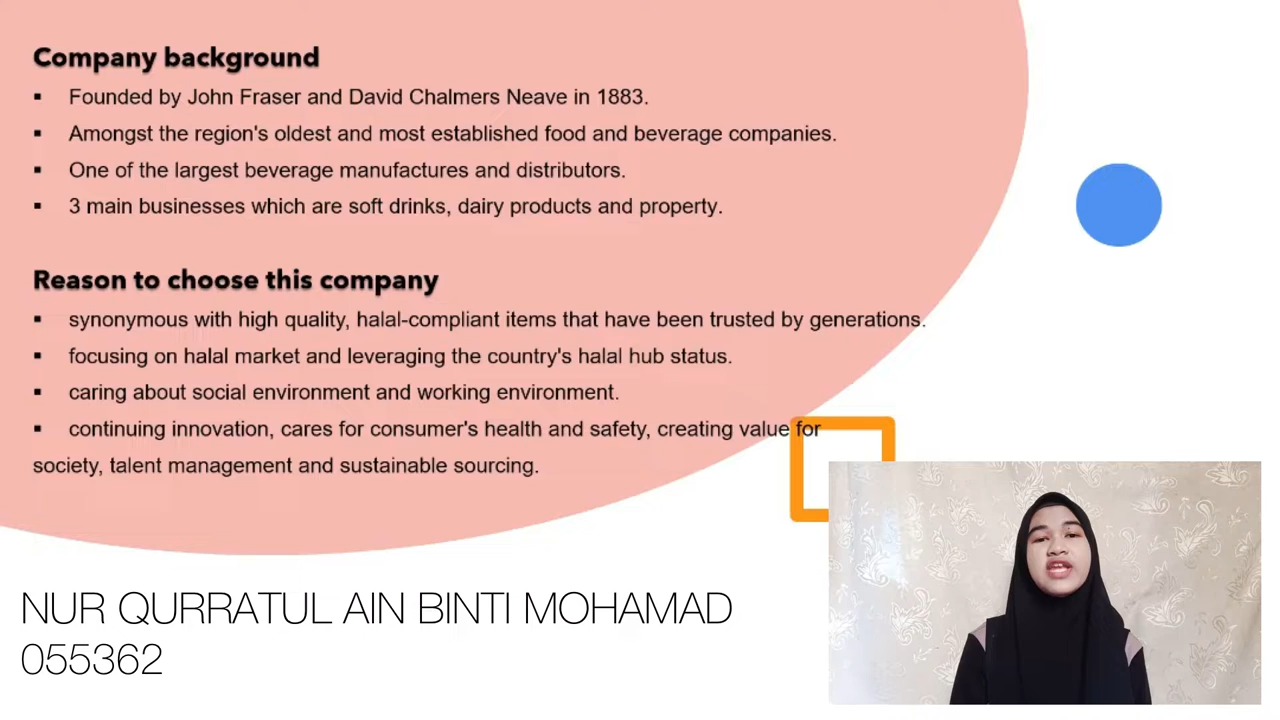 Company background
▪ Founded by John Fraser and David Chalmers Neave in 1883.
▪ Amongst the region's oldest and most established food and beverage companies.
▪ One of the largest beverage manufactures and distributors.
▪ 3 main businesses which are soft drinks, dairy products and property.
Reason to choose this company
▪ synonymous with high quality, halal-compliant items that have been trusted by generations.
▪ focusing on halal market and leveraging the country's halal hub status.
▪ caring about social environment and working environment.
▪ continuing innovation, cares for consumer's health and safety, creating value for
society, talent management and sustainable sourcing.
NUR QURRATUL AIN BINTI MOHAMAD
055362